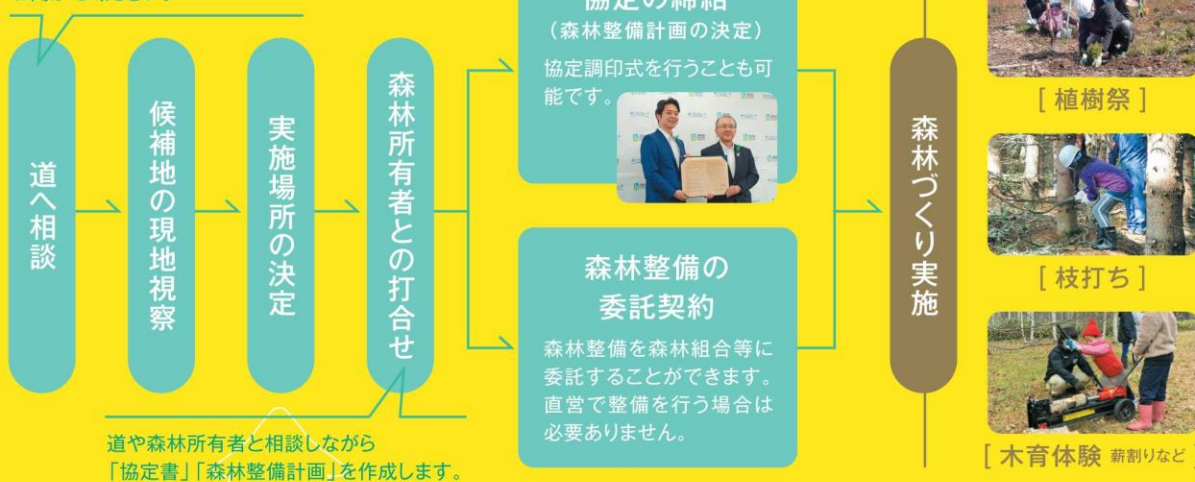 道へ相談
候補地の現地視察
実施場所の決定
森林所有者との打合せ
道や森林所有者と相談しながら
「協定書」「森林整備計画」を作成します。
協定の締結
（森林整備計画の決定）
協定調印式を行うことも可
能です。
森林整備の
委託契約
森林整備を森林組合等に
委託することができます。
直営で整備を行う場合は
必要ありません。
森林づくり実施
[ 植樹祭 ]
[ 枝打ち ]
[ 木育体験 薪割りなど